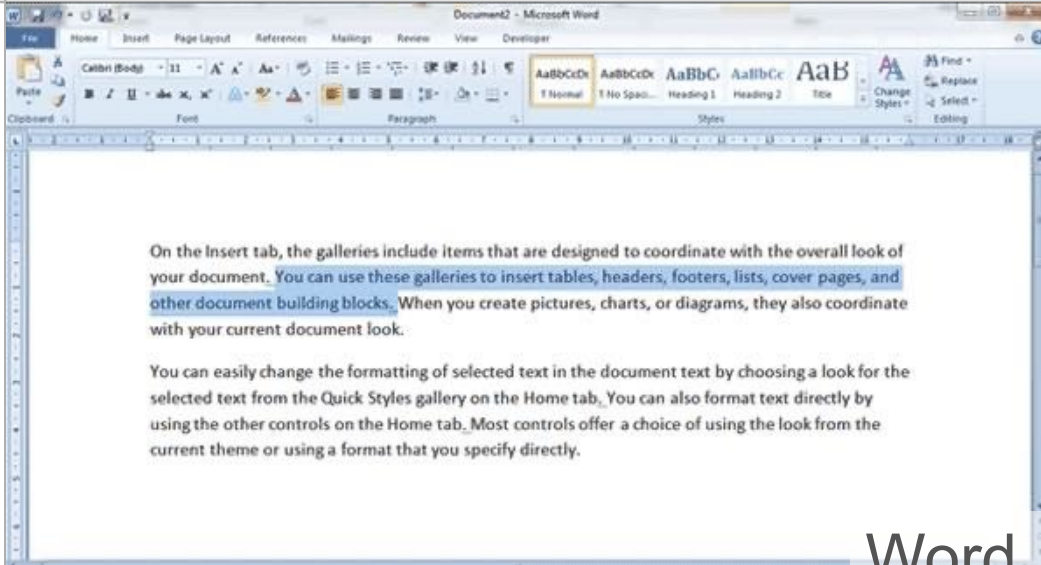 Document2 - Microsoft Word
File Home Insert Page Layout References Mailings Review View Developer
Paste
Calibri (Body) 11
AaBbCcDc AaBbCcDc AaBbC AaBbCc AaB
Normal No Spaci... Heading 1 Heading 2 Title
Change Styles
Find
Replace
Select
Clipboard Font Paragraph Styles Editing
On the Insert tab, the galleries include items that are designed to coordinate with the overall look of
your document. You can use these galleries to insert tables, headers, footers, lists, cover pages, and
other document building blocks. When you create pictures, charts, or diagrams, they also coordinate
with your current document look.
You can easily change the formatting of selected text in the document text by choosing a look for the
selected text from the Quick Styles gallery on the Home tab. You can also format text directly by
using the other controls on the Home tab. Most controls offer a choice of using the look from the
current theme or using a format that you specify directly.
Word